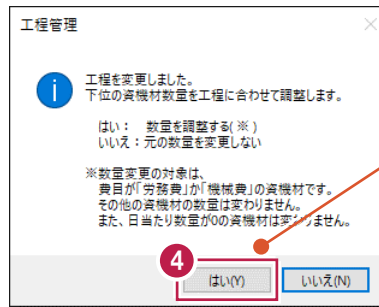 工程管理
工程を変更しました。
下位の資機材数量を工程に合わせて調整します。
はい： 数量を調整する(※)
いいえ：元の数量を変更しない
※数量変更の対象は、
費目が「労務費」か「機械費」の資機材です。
その他の資機材の数量は変わりません。
また、日当たり数量が0の資機材は変わりません。
4
はい(Y)
いいえ(N)